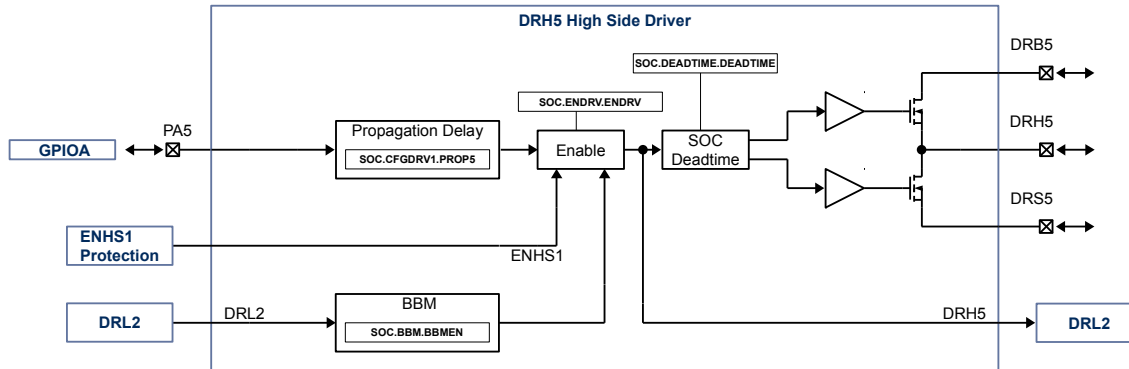 DRH5 High Side Driver
DRB5
SOC.DEADTIME.DEADTIME
SOC.ENDRV.ENDRV
PA5
Propagation Delay
DRH5
GPIOA
SOC.CFGDRV1.PROP5
Enable
SOC
Deadtime
DRS5
ENHS1
Protection
ENHS1
BBM
DRL2
DRL2
SOC.BBM.BBMEN
DRH5
DRL2